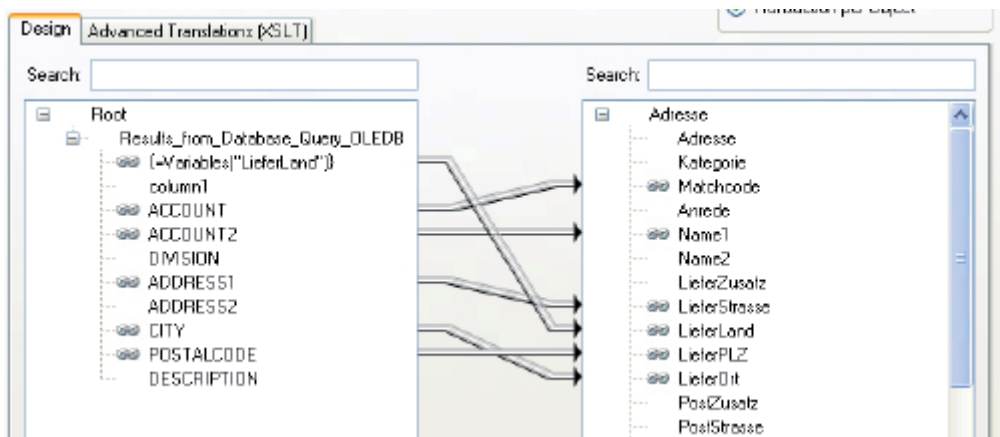 Design
Advanced Translations (XSLT)
Search:
Root
Results_from_Database_Query_OLEDB
{=Variables("LieferLand")}
column1
ACCOUNT
ACCOUNT2
DIVISION
ADDRESS1
ADDRESS2
CITY
POSTALCODE
DESCRIPTION
Search:
Adresse
Adresse
Kategorie
Matchcode
Anrede
Name1
Name2
LieferZusatz
LieferStrasse
LieferLand
LieferPLZ
LieferOrt
PostZusatz
PostStrasse